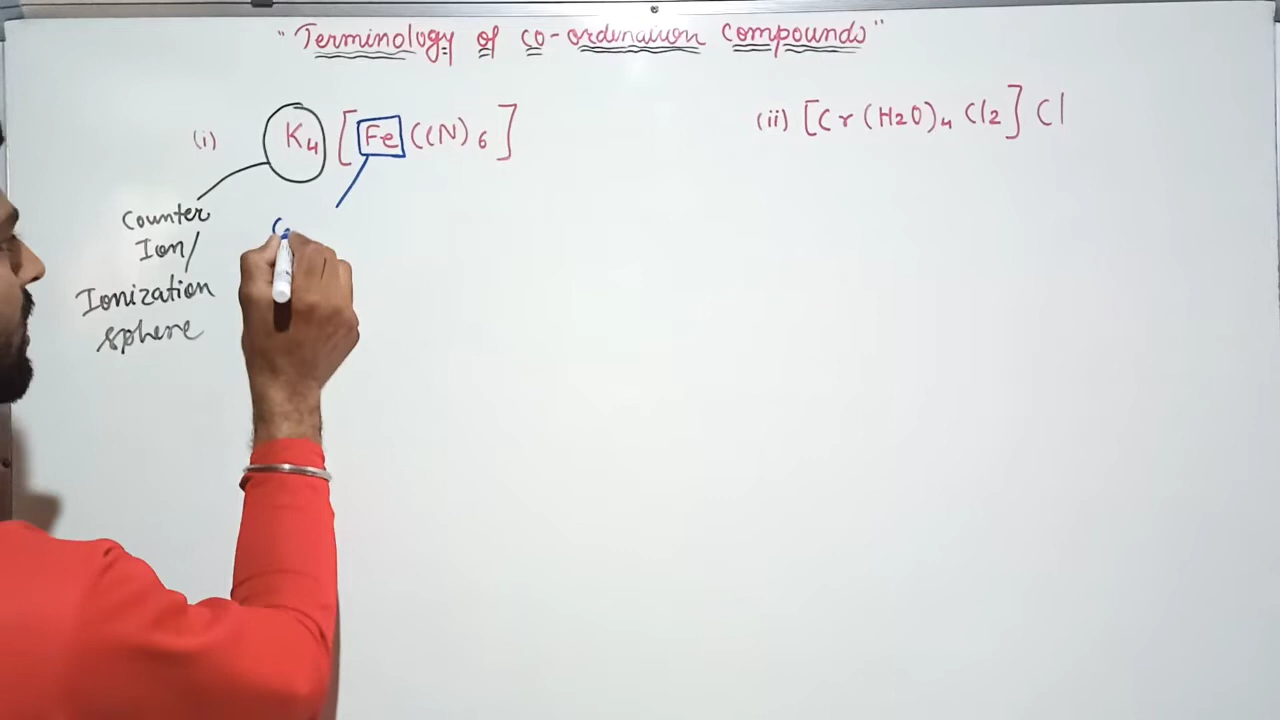 "Terminology of co-ordination compounds"
(i) K4 [Fe(CN)6]
(ii) [Cr(H2O)4 Cl2] Cl
Counter
Ion/
Ionization
sphere
C